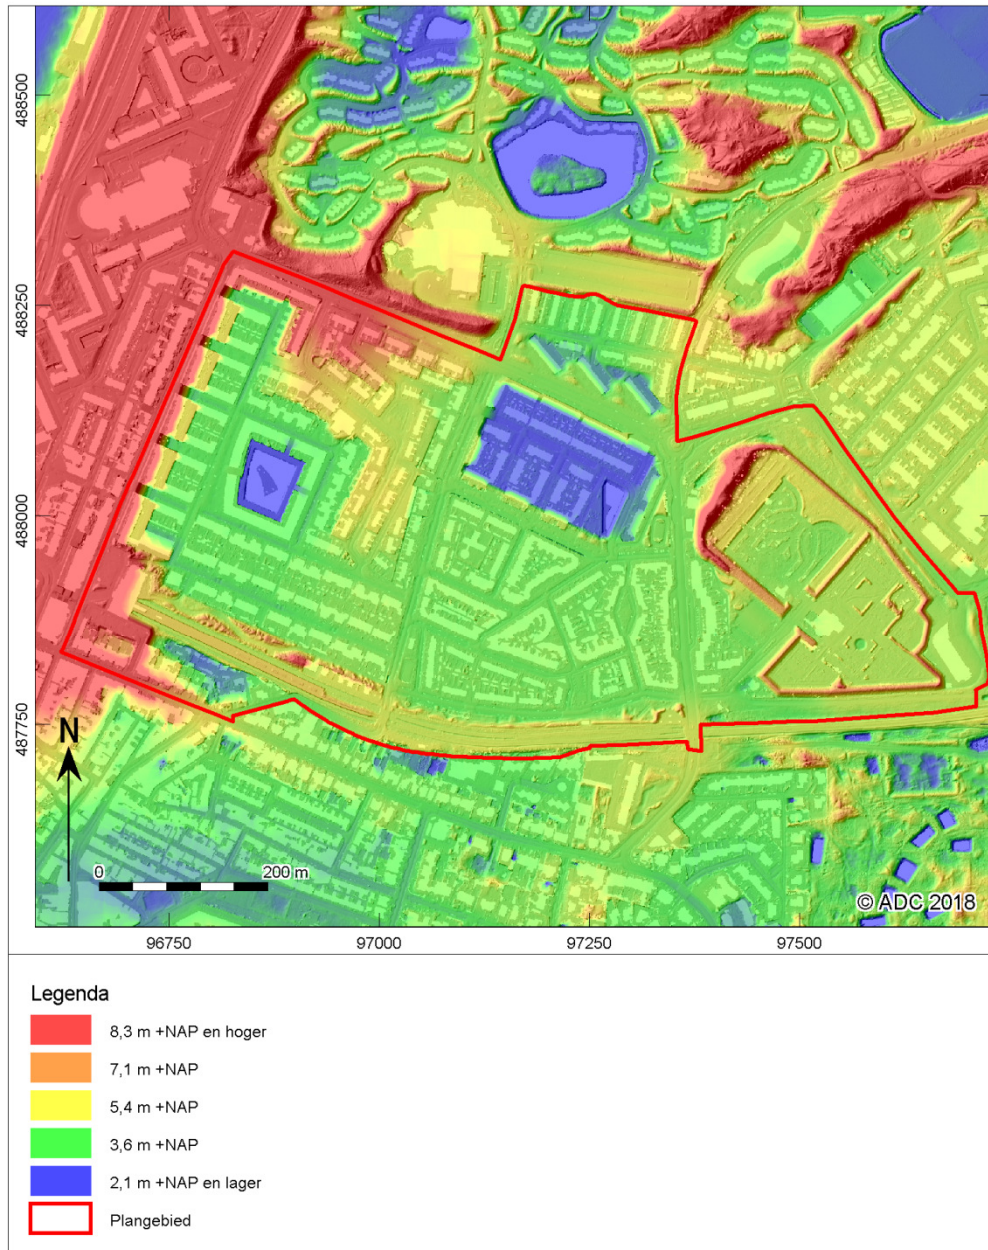 488500
488250
488000
487750
N
0 200 m
© ADC 2018
96750 97000 97250 97500
Legenda
8,3 m +NAP en hoger
7,1 m +NAP
5,4 m +NAP
3,6 m +NAP
2,1 m +NAP en lager
Plangebied